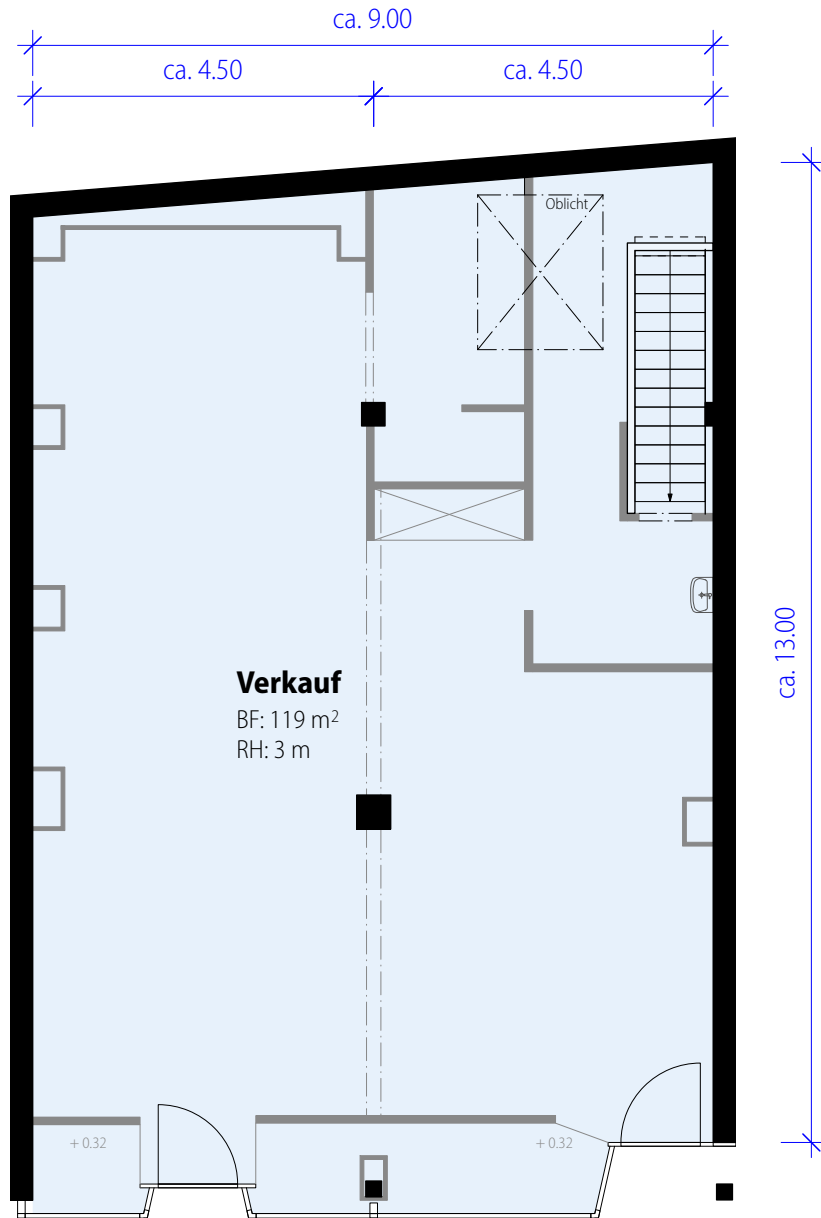 ca. 9.00
ca. 4.50
ca. 4.50
Oblicht
ca. 13.00
Verkauf
BF: 119 m²
RH: 3 m
+ 0.32
+ 0.32